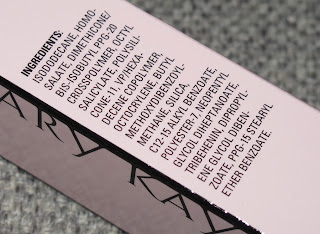 INGREDIENTS:
ISODODECANE, HOMO-
SALATE, DIMETHICONE/
BIS-ISOBUTYL PPG-20
CROSSPOLYMER, OCTYL
SALICYLATE, POLYSILI-
CONE-11, VP/HEXA-
DECENE COPOLYMER,
OCTOCRYLENE, BUTYL
METHOXYDIBENZOYL-
METHANE, SILICA,
C12-15 ALKYL BENZOATE,
POLYESTER-7, NEOPENTYL
GLYCOL DIHEPTANOATE,
TRIBEHENIN, DIPROPYL-
ENE GLYCOL DIBEN-
ZOATE, PPG-15 STEARYL
ETHER BENZOATE.
MARY KAY